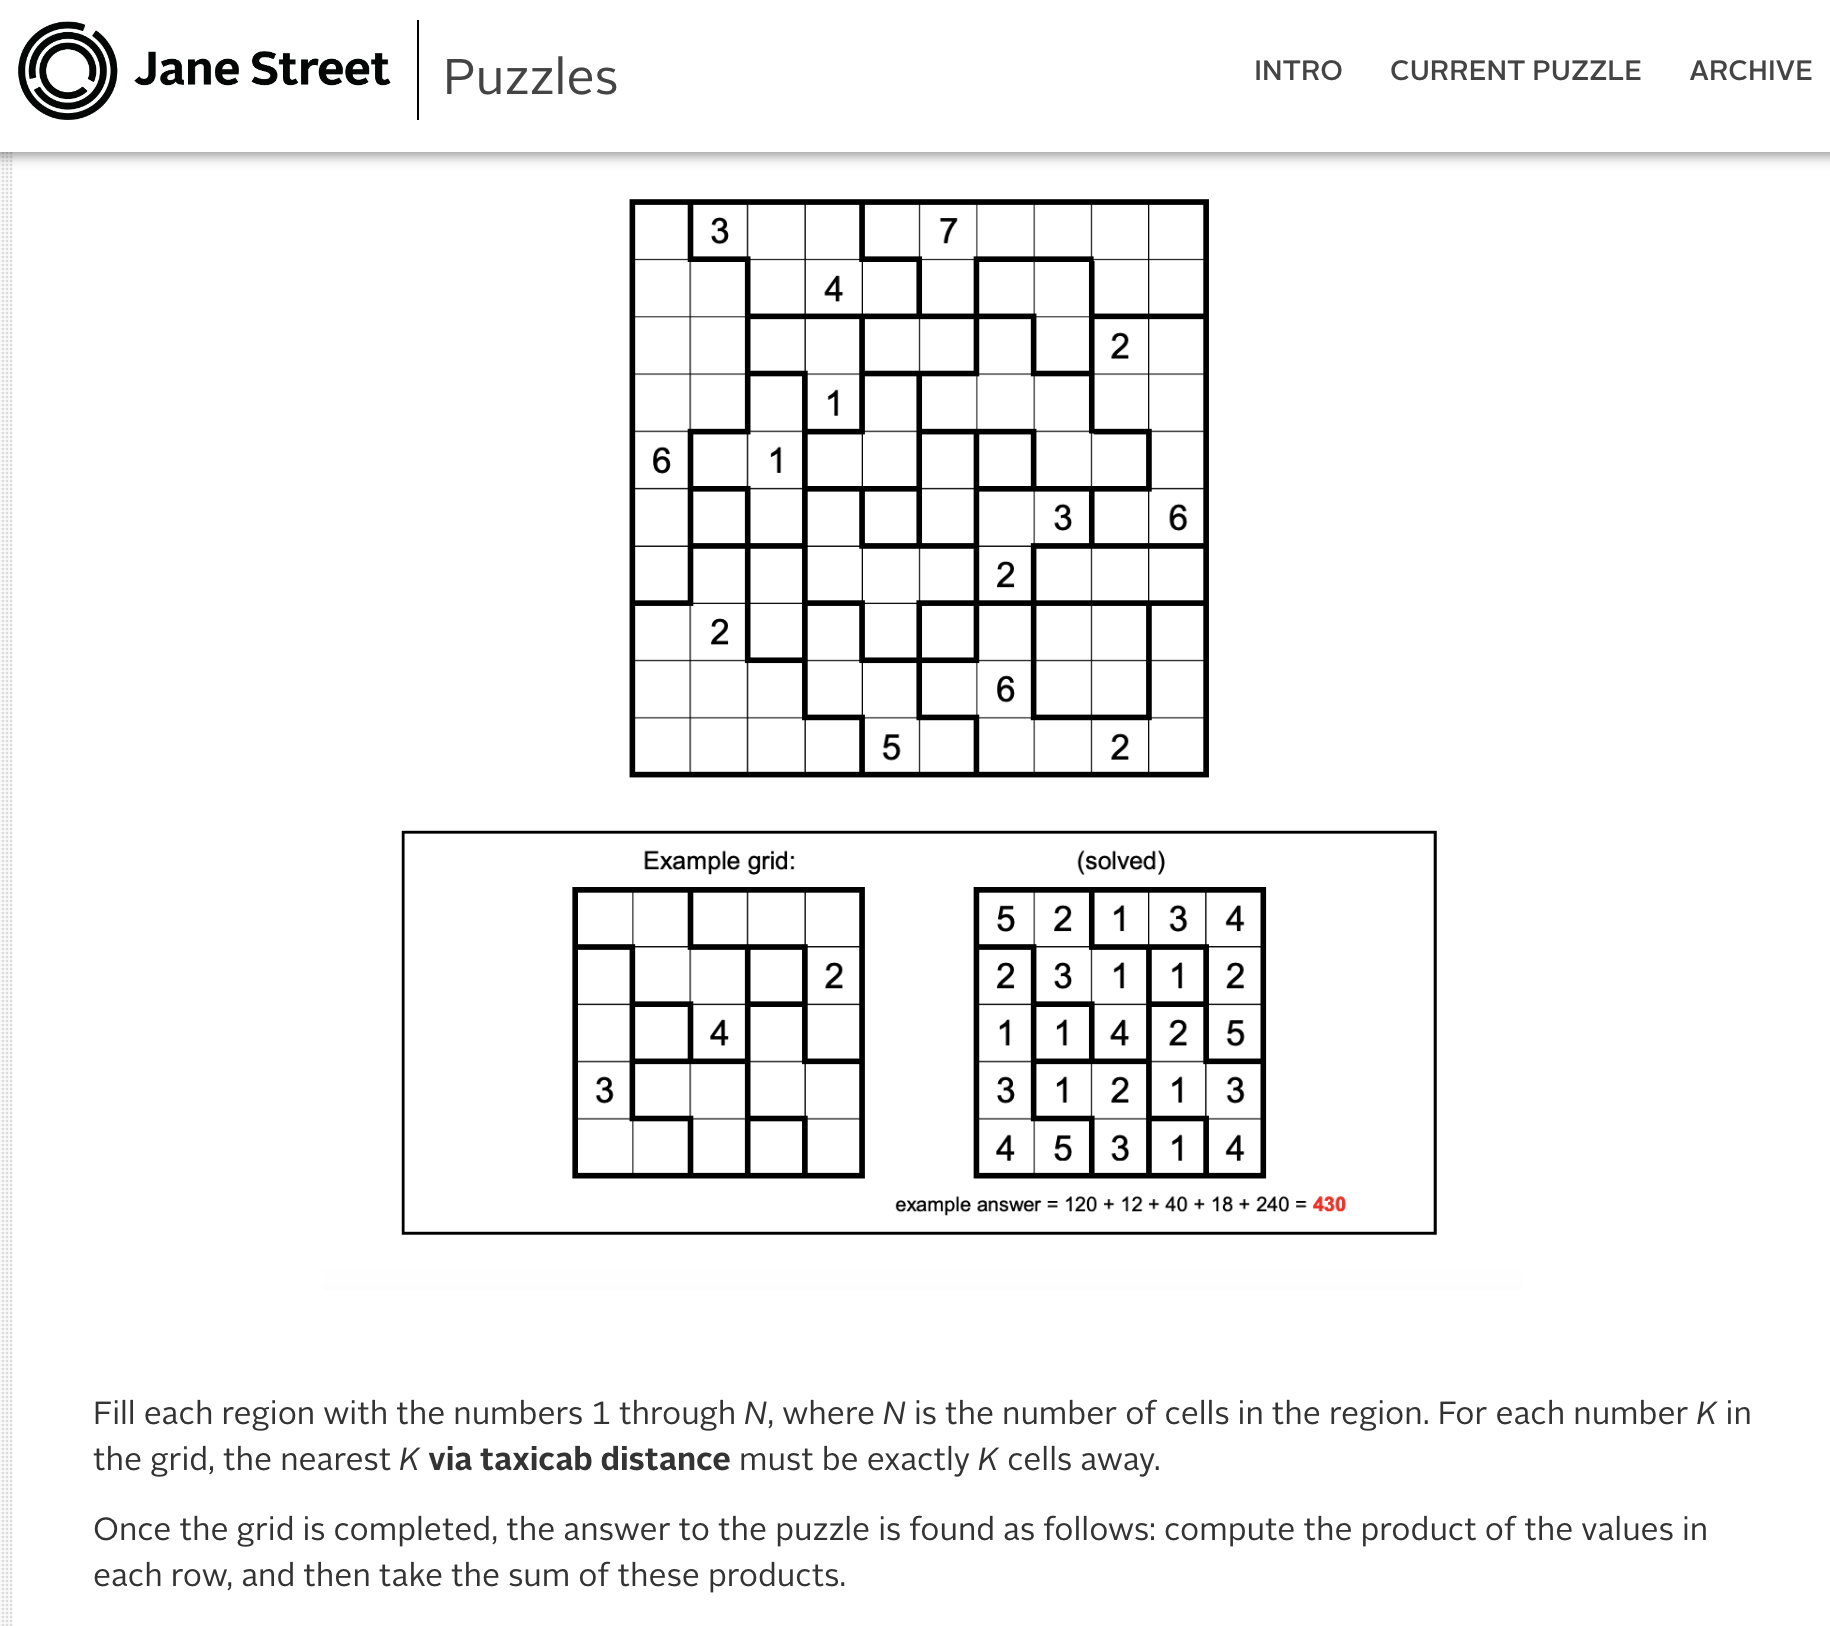 Jane Street
Puzzles
INTRO CURRENT PUZZLE ARCHIVE
3 7
4
2
1
6 1
3 6
2
2
6
5 2
Example grid: (solved)
5 2 1 3 4
2 2 3 1 1 2
4 1 1 4 2 5
3 3 1 2 1 3
4 5 3 1 4
example answer = 120 + 12 + 40 + 18 + 240 = 430
Fill each region with the numbers 1 through N, where N is the number of cells in the region. For each number K in
the grid, the nearest K via taxicab distance must be exactly K cells away.
Once the grid is completed, the answer to the puzzle is found as follows: compute the product of the values in
each row, and then take the sum of these products.